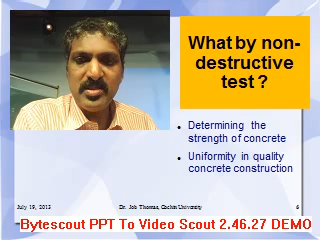 What by non-
destructive
test ?
• Determining the
strength of concrete
• Uniformity in quality
concrete construction
July 19, 2013 Dr. Job Thomas, Cochin University 6
Bytescout PPT To Video Scout 2.46.27 DEMO